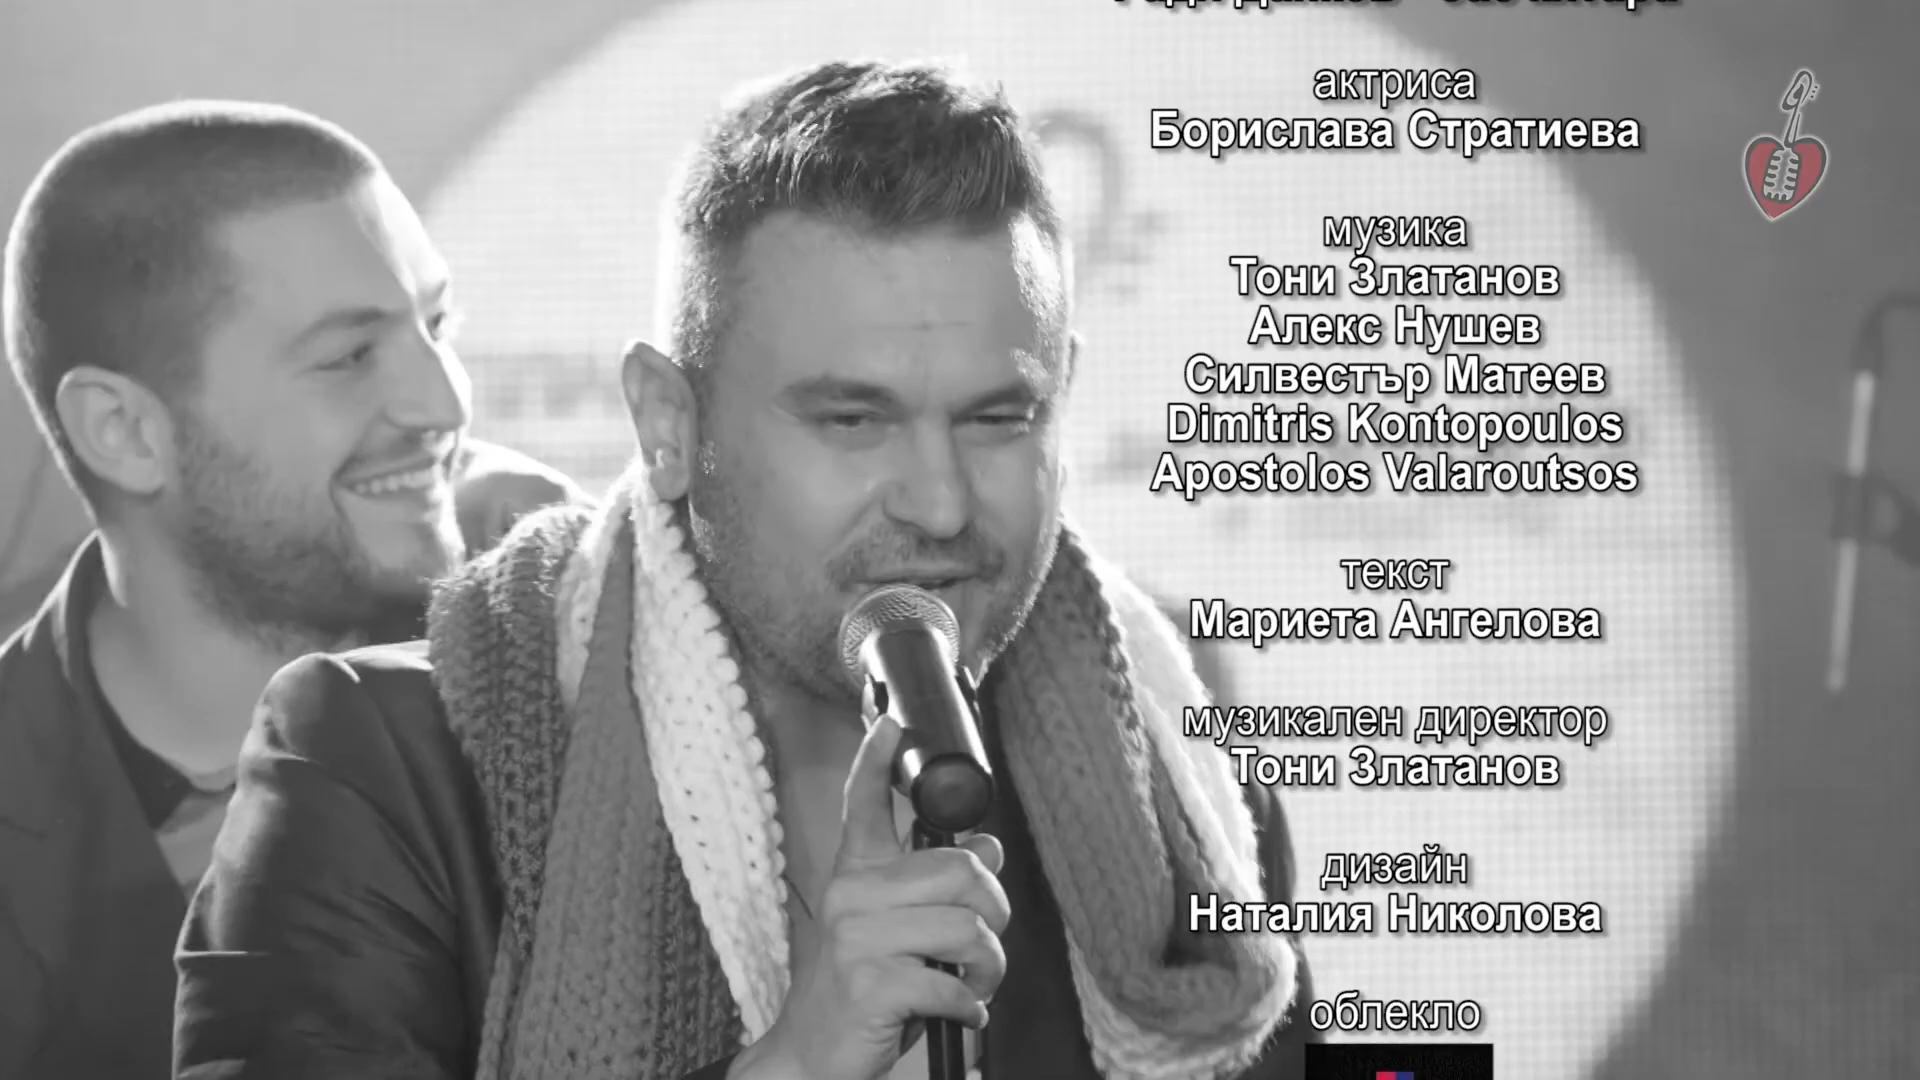 актриса
Борислава Стратиева
музика
Тони Златанов
Алекс Нушев
Силвестър Матеев
Dimitris Kontopoulos
Apostolos Valaroutsos
текст
Мариета Ангелова
музикален директор
Тони Златанов
дизайн
Наталия Николова
облекло